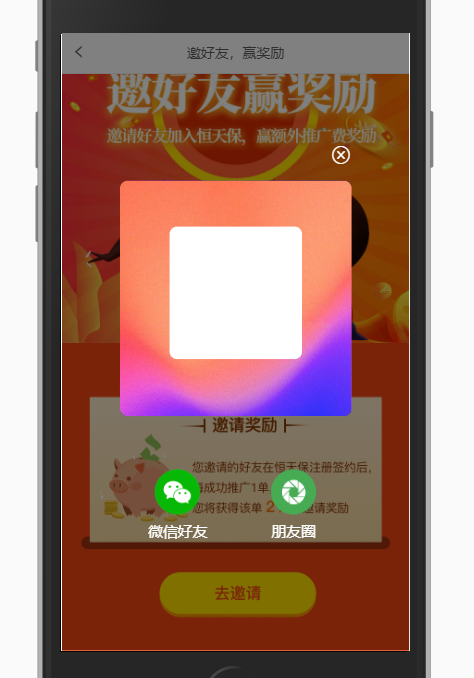 邀好友，赢奖励
邀好友赢奖励
邀请好友加入恒天保，赢额外推广费奖励
邀请奖励
您邀请的好友在恒天保注册签约后，
成功推广1单
您将获得该单 2 邀请奖励
微信好友
朋友圈
去邀请